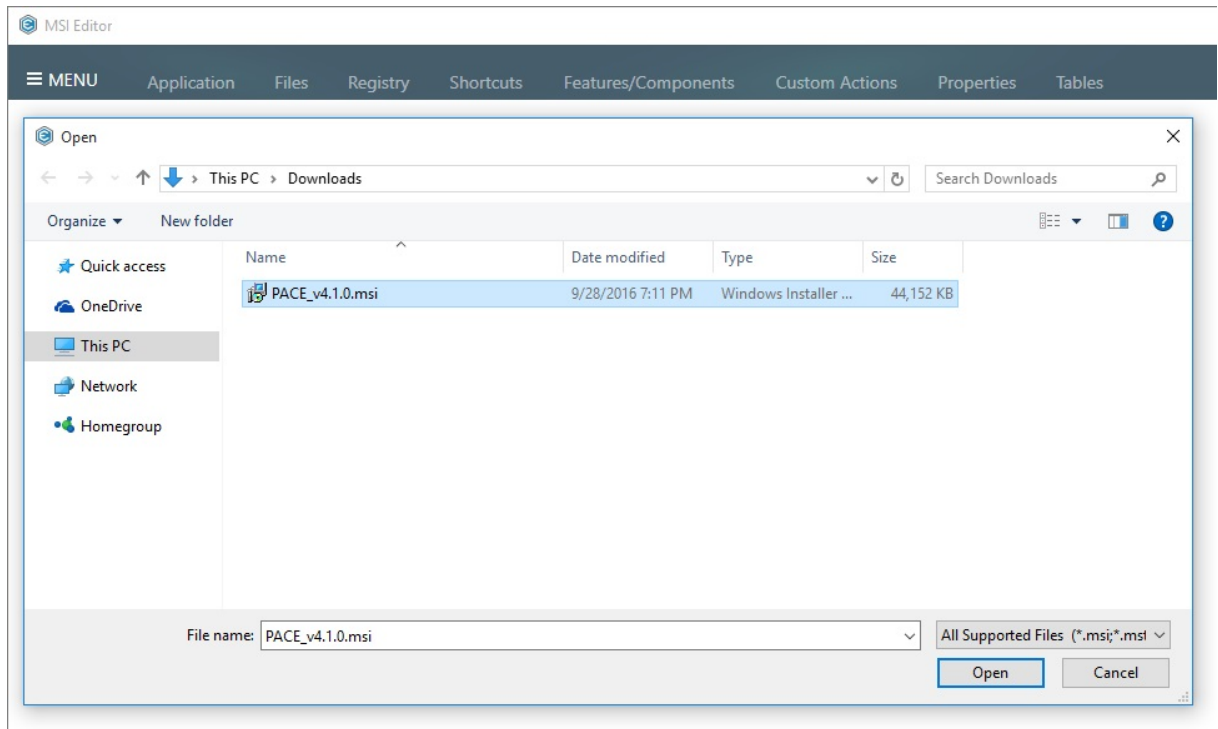 MSI Editor
MENU Application Files Registry Shortcuts Features/Components Custom Actions Properties Tables
Open
This PC > Downloads Search Downloads
Organize New folder
Name Date modified Type Size
Quick access
PACE_v4.1.0.msi 9/28/2016 7:11 PM Windows Installer ... 44,152 KB
OneDrive
This PC
Network
Homegroup
File name: PACE_v4.1.0.msi All Supported Files (*.msi;*.mst
Open Cancel